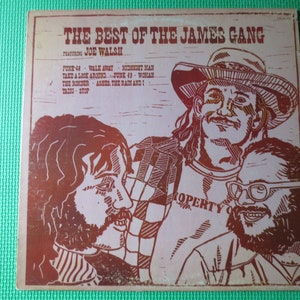 THE BEST OF THE JAMES GANG
FEATURING JOE WALSH
FUNK 48 - WALK AWAY - MIDNIGHT MAN
TAKE A LOOK AROUND - FUNK 49 - WOMAN
THE BOMBER - ASHES, THE RAIN AND I
YADIG - STOP
PROPERTY O